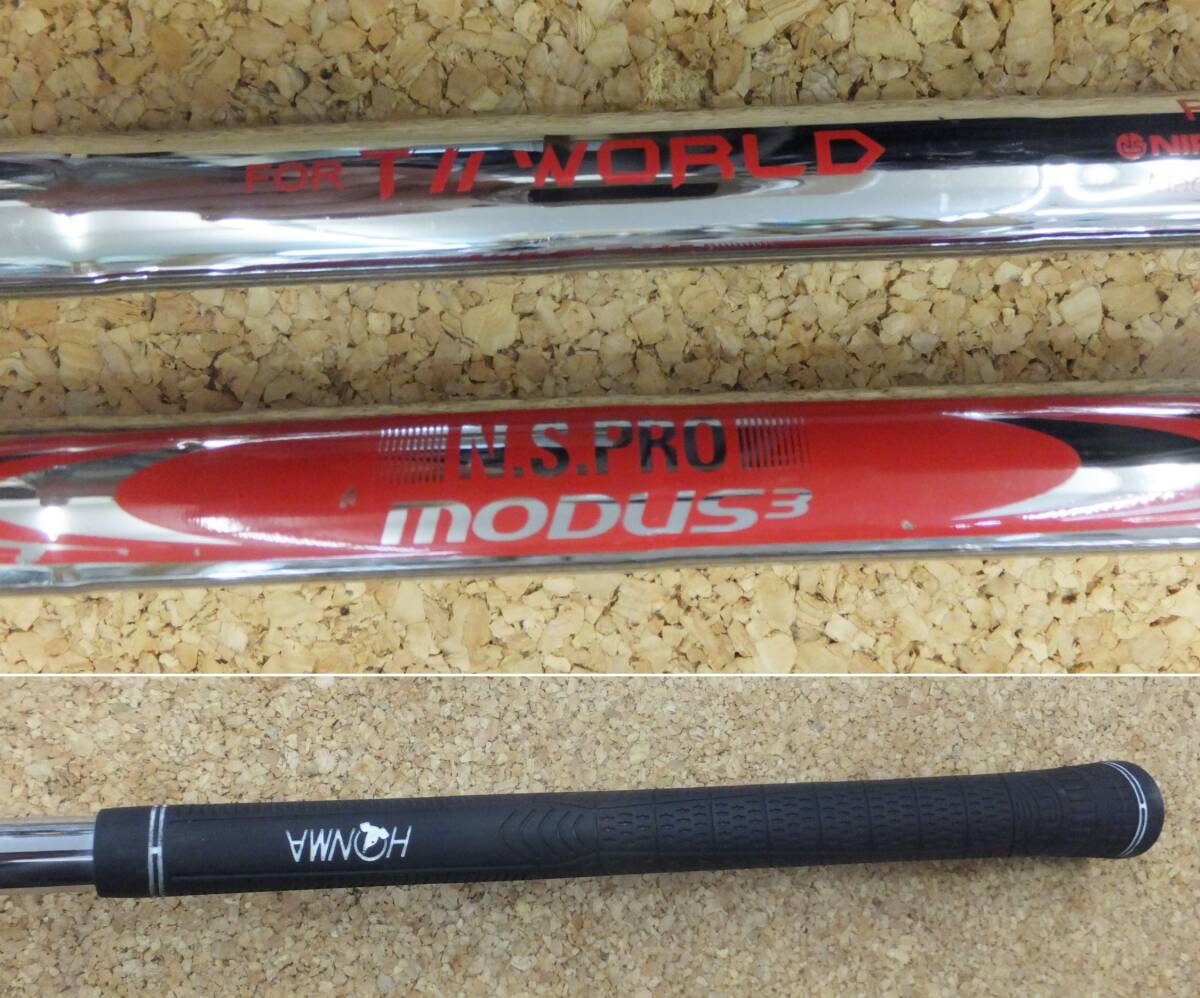 FOR T// WORLD
N.S.PRO
MODUS³
HONMA